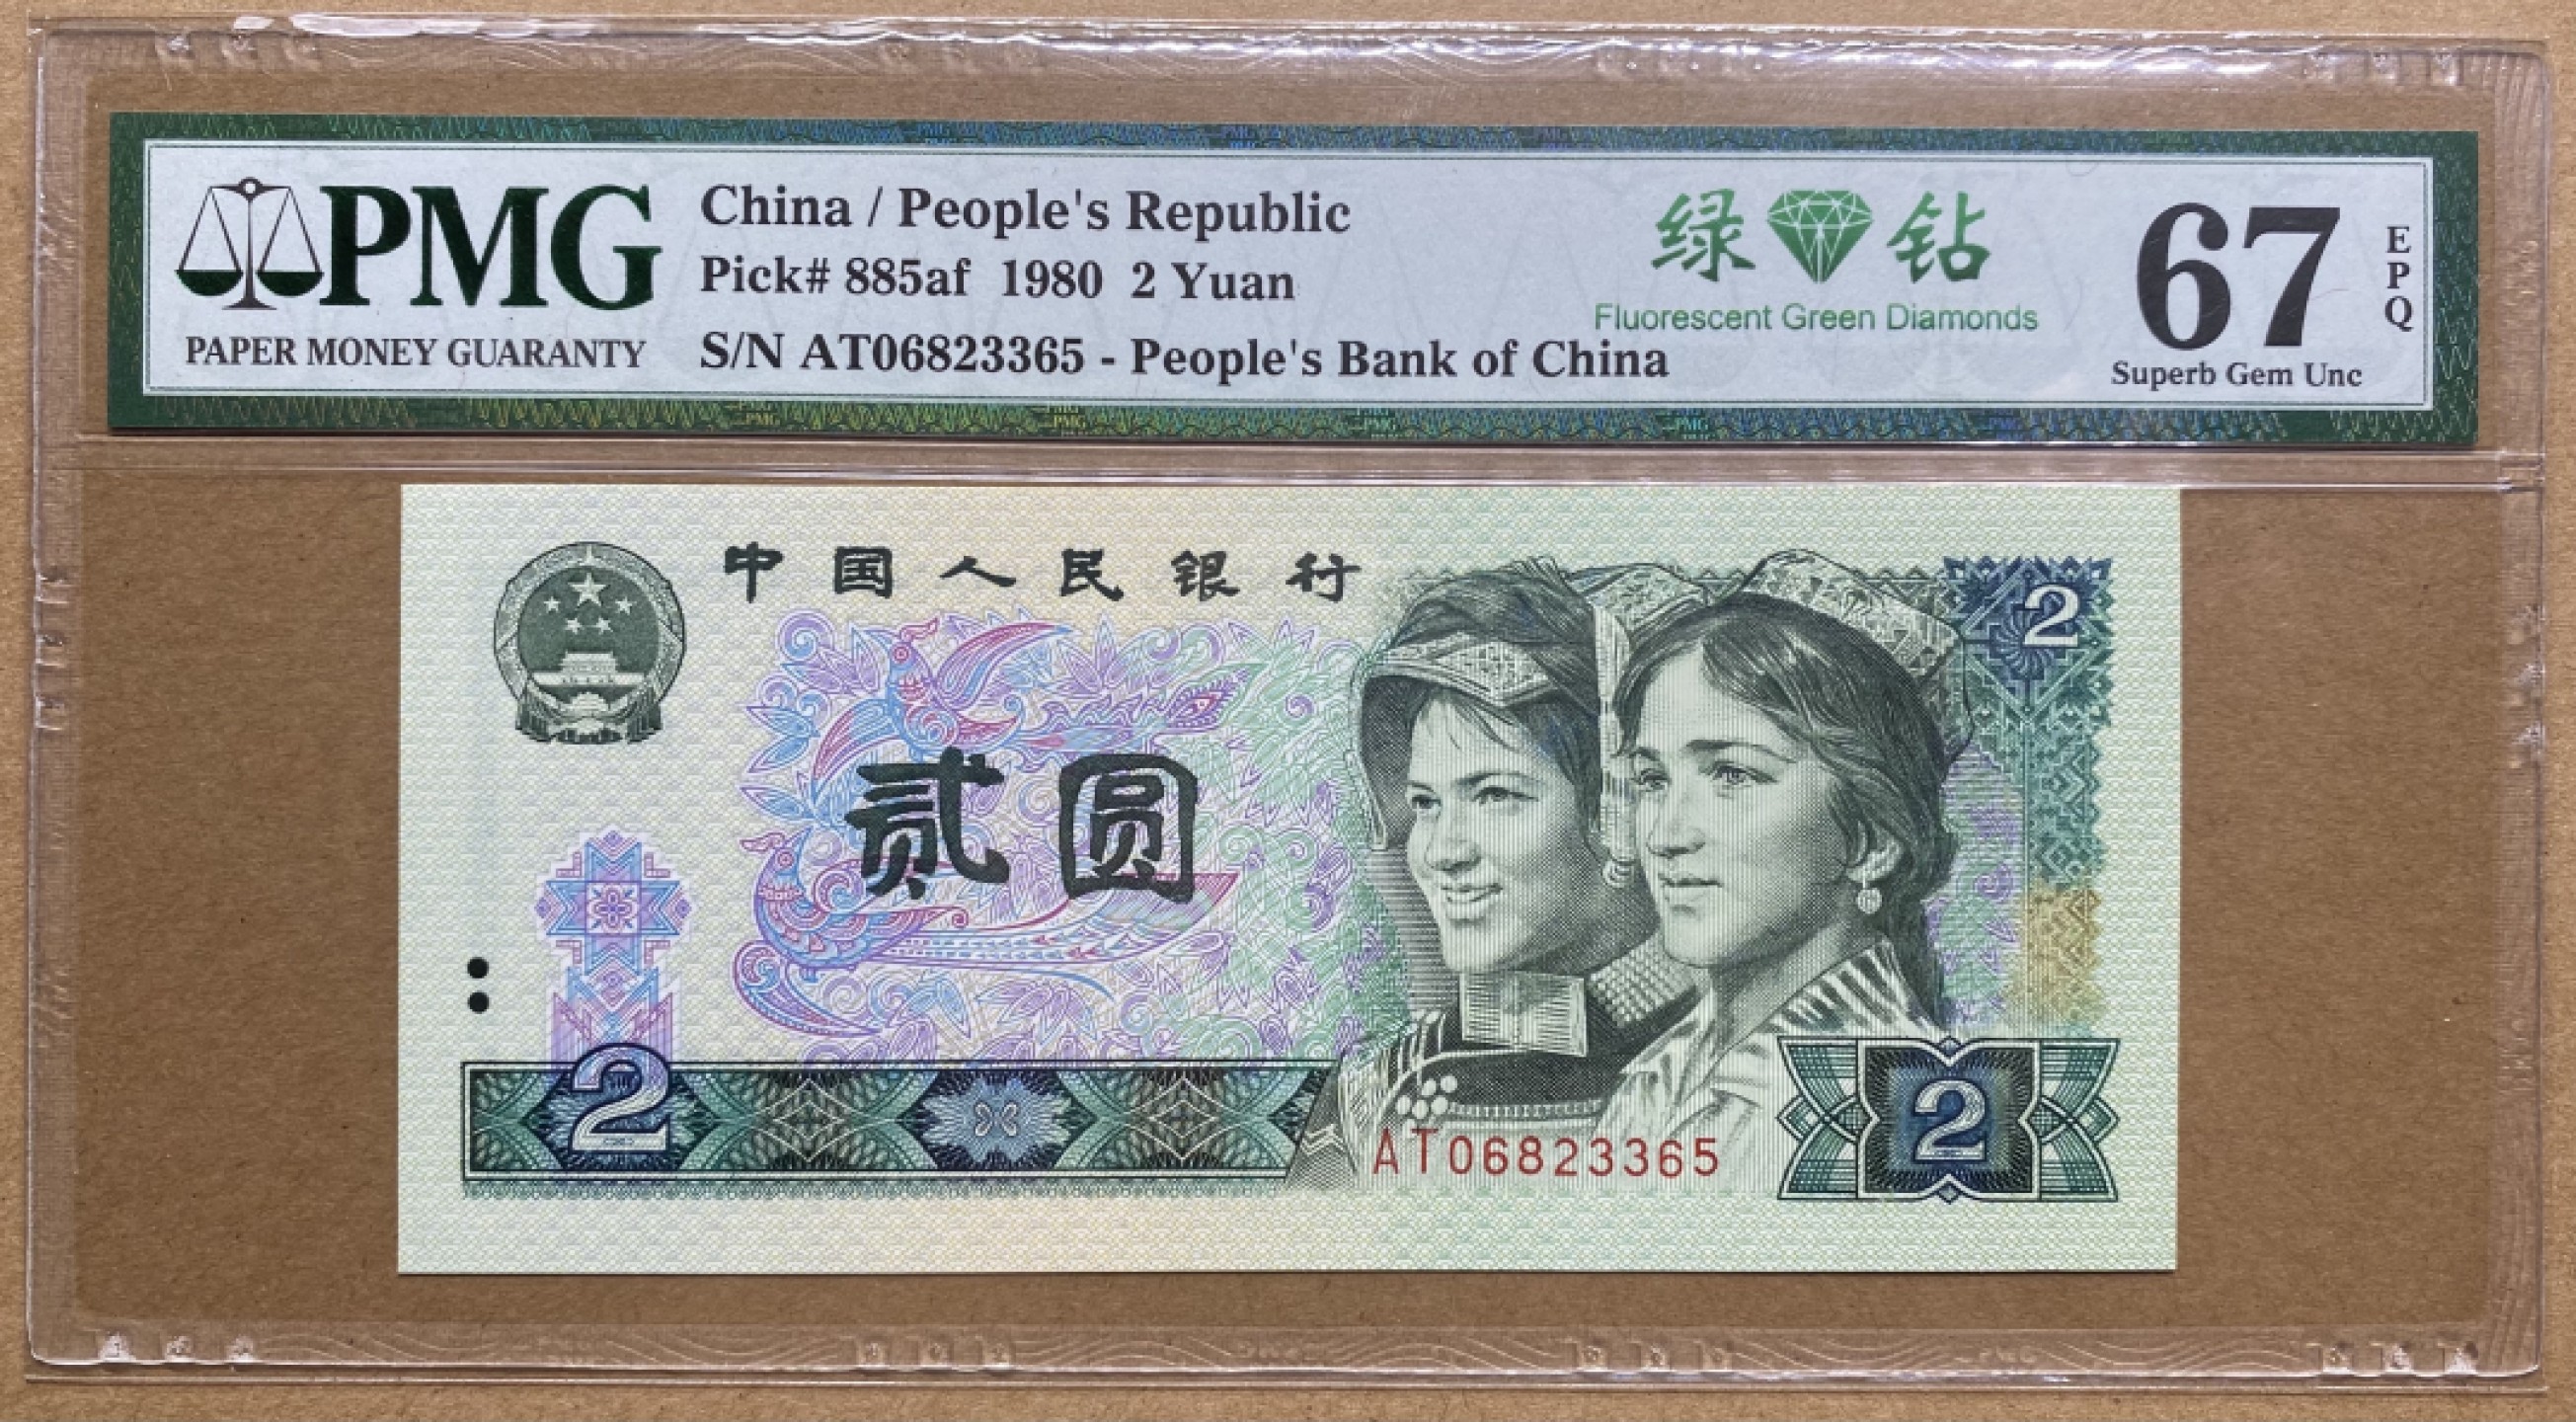 PMG
PAPER MONEY GUARANTY
China / People's Republic
Pick# 885af 1980 2 Yuan
S/N AT06823365 - People's Bank of China
绿钻
Fluorescent Green Diamonds
67
EPQ
Superb Gem Unc
中国人民银行
2
贰圆
2
AT06823365
2